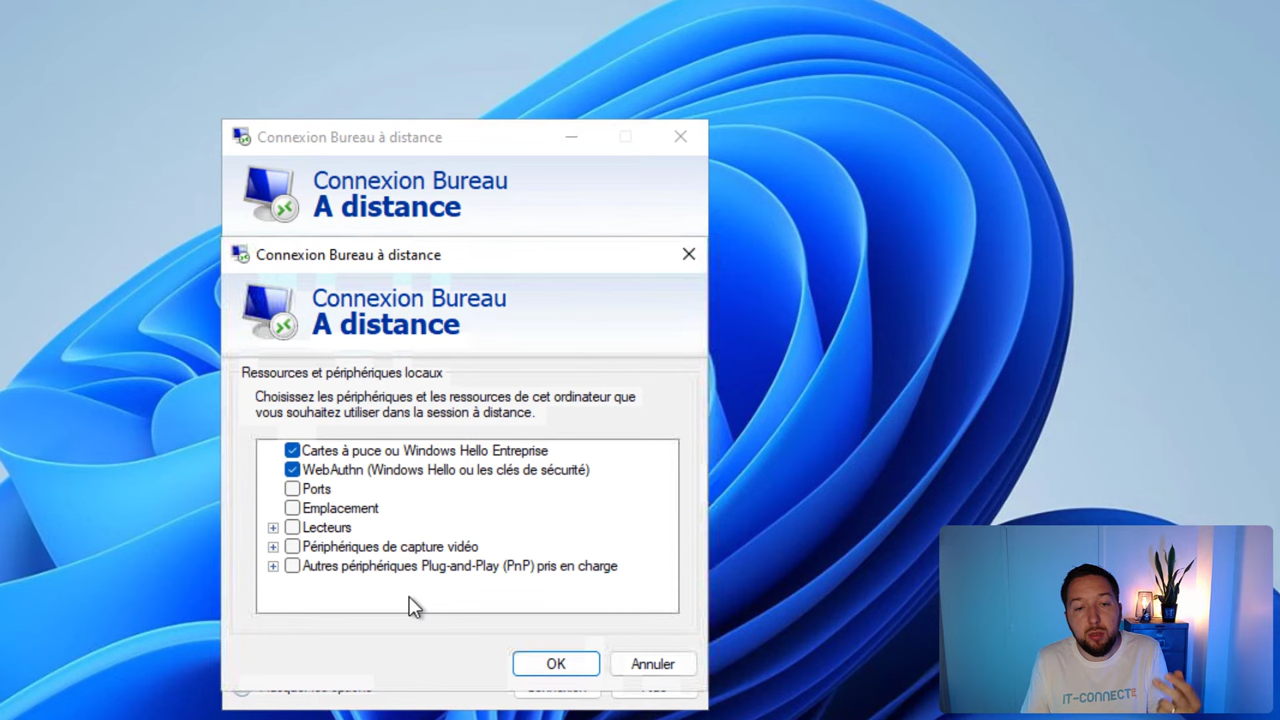 Connexion Bureau à distance
Connexion Bureau
A distance
Connexion Bureau à distance
Connexion Bureau
A distance
Ressources et périphériques locaux
Choisissez les périphériques et les ressources de cet ordinateur que
vous souhaitez utiliser dans la session à distance.
Cartes à puce ou Windows Hello Entreprise
WebAuthn (Windows Hello ou les clés de sécurité)
Ports
Emplacement
Lecteurs
Périphériques de capture vidéo
Autres périphériques Plug-and-Play (PnP) pris en charge
OK
Annuler
IT-CONNECT